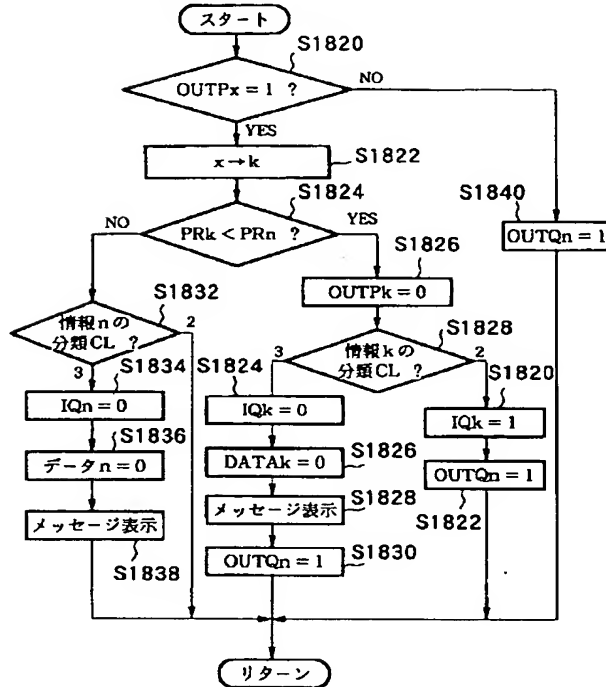 スタート
S1820
OUTPx = 1 ?
NO
YES
x→k
S1822
S1824
PRk < PRn ?
NO
YES
S1840
OUTQn = 1
S1826
OUTPk = 0
S1832
情報nの
分類CL ?
2
3
S1834
IQn = 0
S1836
データn = 0
メッセージ表示
S1838
S1828
情報kの
分類CL ?
3
2
S1824
IQk = 0
DATAk = 0
S1826
S1828
メッセージ表示
OUTQn = 1
S1830
S1820
IQk = 1
OUTQn = 1
S1822
リターン